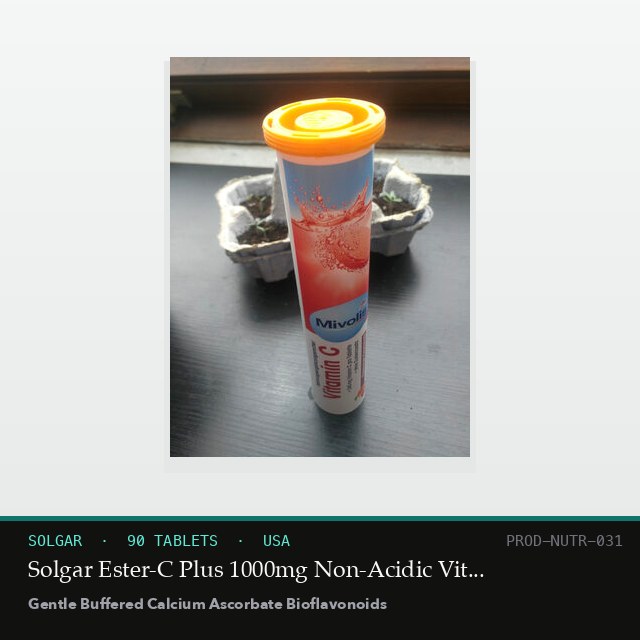 Mivolis
Vitamin C
SOLGAR · 90 TABLETS · USA
PROD–NUTR–031
Solgar Ester-C Plus 1000mg Non-Acidic Vit...
Gentle Buffered Calcium Ascorbate Bioflavonoids